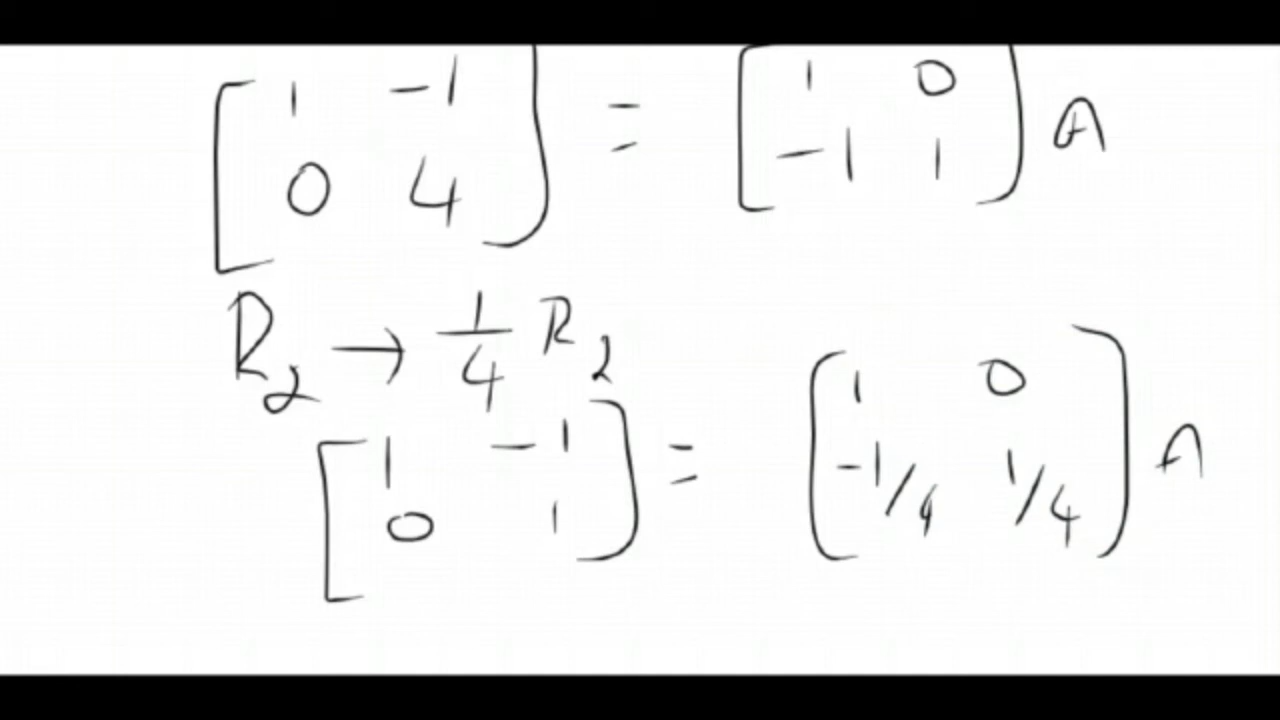 [1 -1 = [1 0 A
0 4] -1 1]
R2 → 1/4 R2
[1 -1 = [1 0 A
0 1] -1/4 1/4]